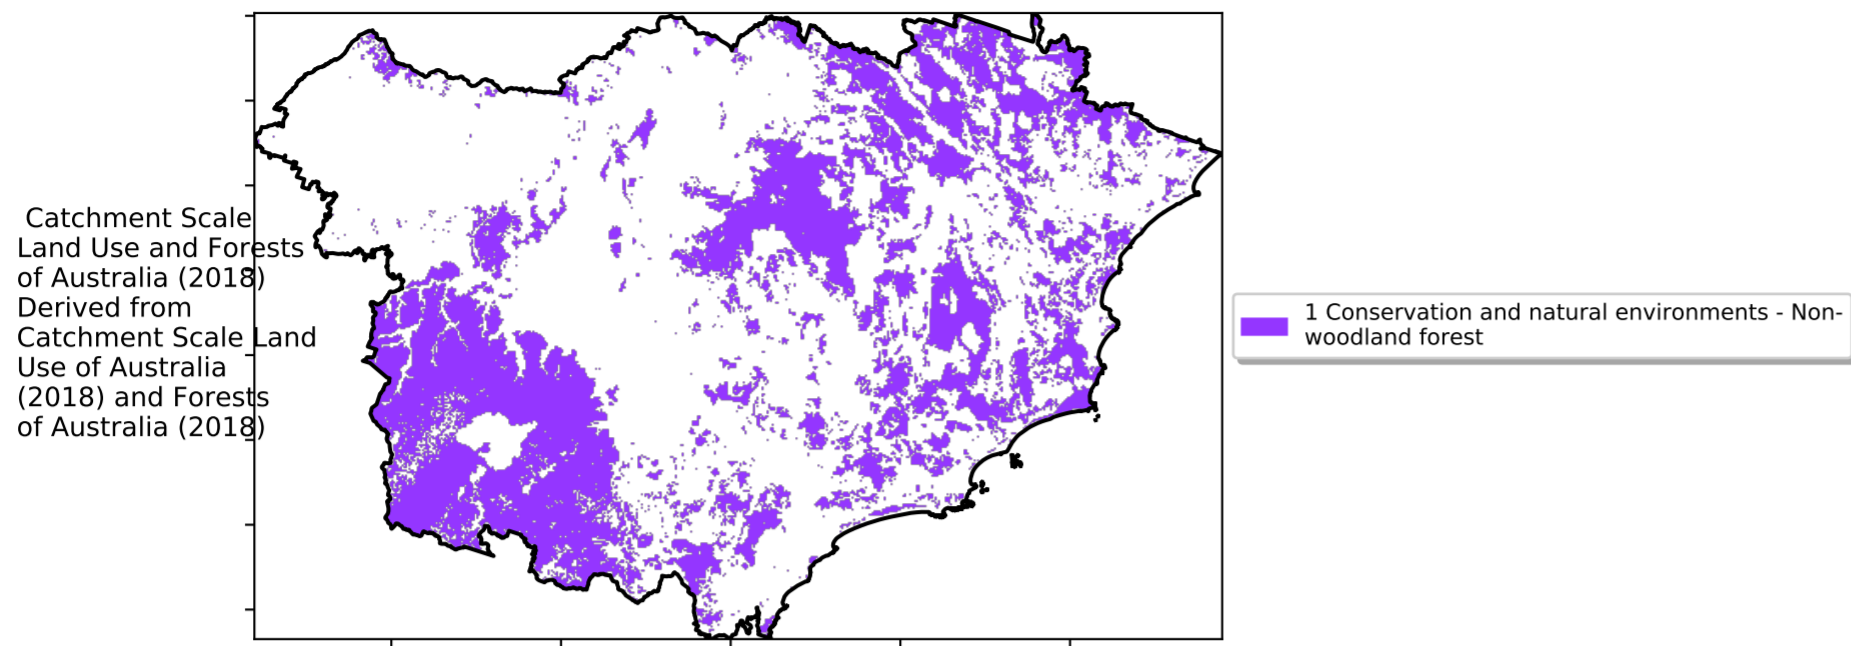 Catchment Scale
Land Use and Forests
of Australia (2018)
Derived from
Catchment Scale Land
Use of Australia
(2018) and Forests
of Australia (2018)
1 Conservation and natural environments - Non-
woodland forest